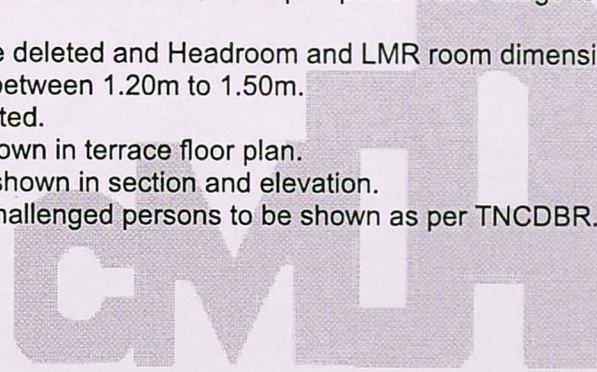 e deleted and Headroom and LMR room dimensi
between 1.20m to 1.50m.
ted.
own in terrace floor plan.
shown in section and elevation.
hallenged persons to be shown as per TNCDBR.
CMD